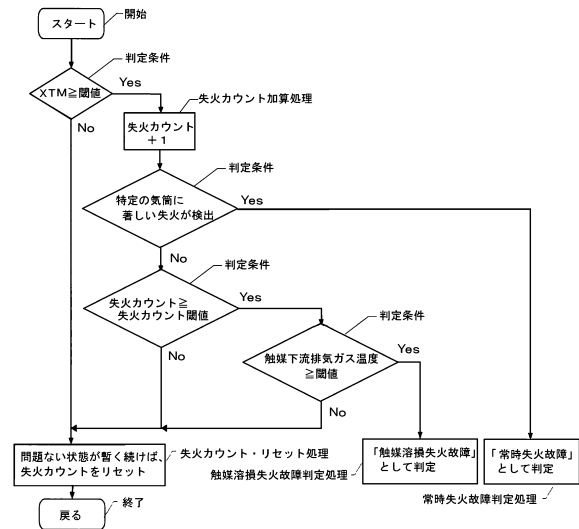 スタート
開始
判定条件
XTM≧閾値
Yes
失火カウント加算処理
No
失火カウント
+1
判定条件
特定の気筒に
著しい失火が検出
Yes
No
判定条件
失火カウント≧
失火カウント閾値
Yes
判定条件
No
触媒下流排気ガス温度
≧閾値
Yes
No
問題ない状態が暫く続けば、
失火カウントをリセット
失火カウント・リセット処理
「触媒溶損失火故障」
として判定
「常時失火故障」
として判定
触媒溶損失火故障判定処理
常時失火故障判定処理
戻る
終了